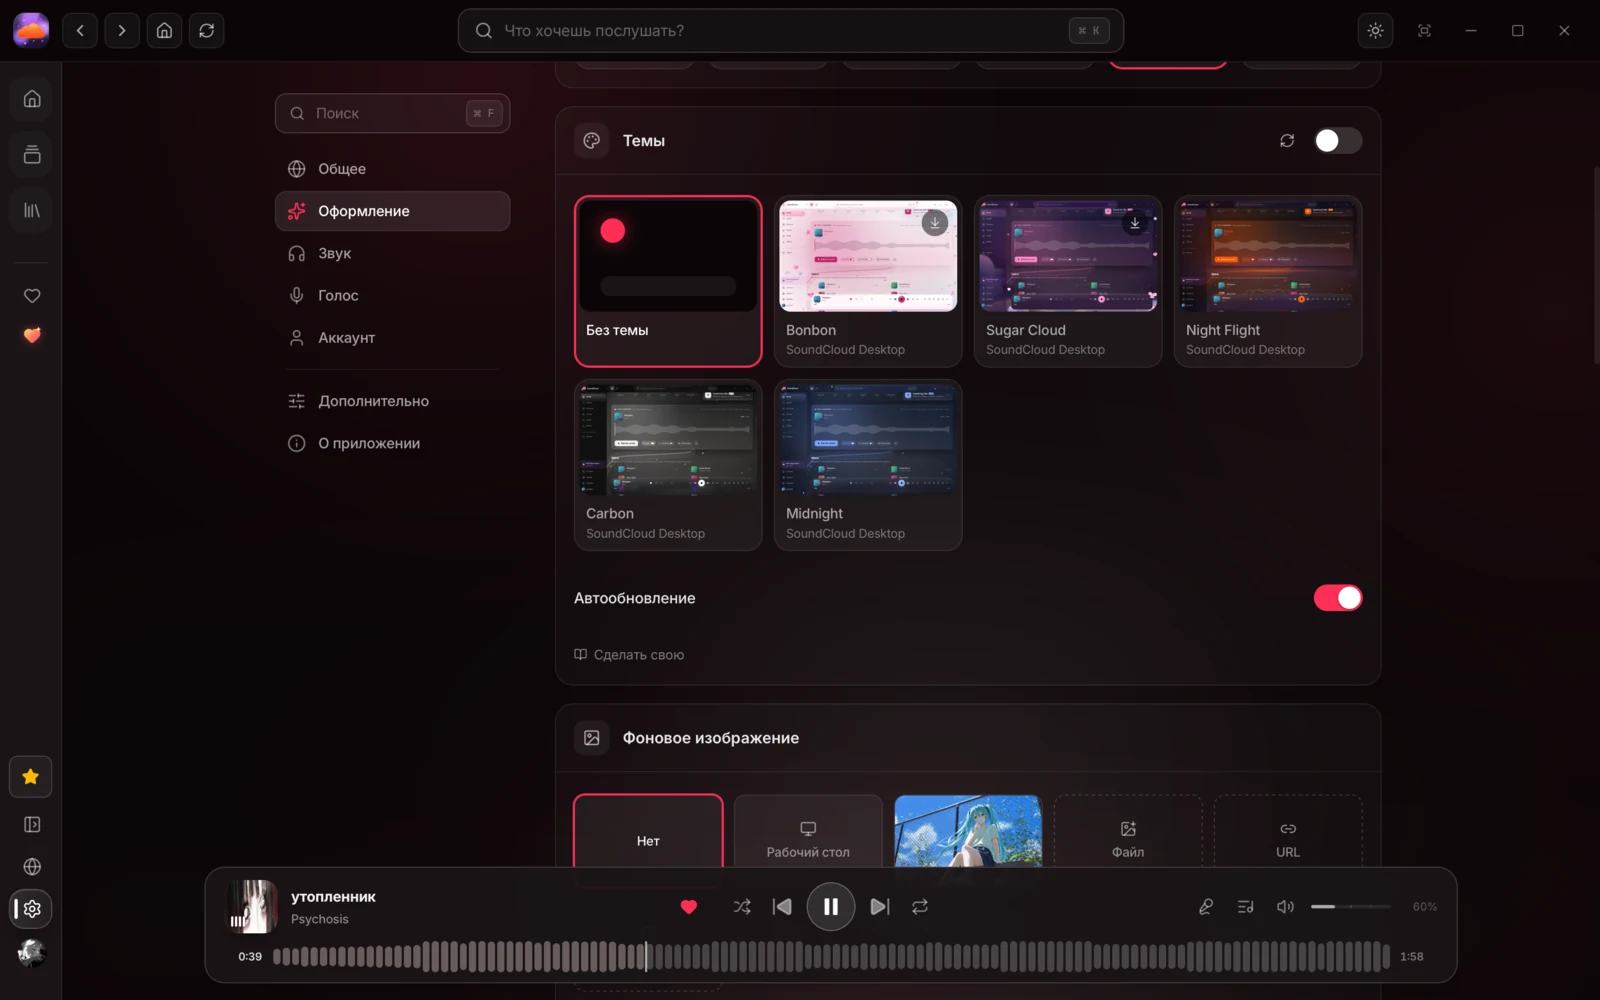 Что хочешь послушать?
⌘ K
Поиск
⌘ F
Общее
Оформление
Звук
Голос
Аккаунт
Дополнительно
О приложении
Темы
Без темы
Bonbon
SoundCloud Desktop
Sugar Cloud
SoundCloud Desktop
Night Flight
SoundCloud Desktop
Carbon
SoundCloud Desktop
Midnight
SoundCloud Desktop
Автообновление
Сделать свою
Фоновое изображение
Нет
Рабочий стол
Файл
URL
утопленник
Psychosis
60%
0:39
1:58